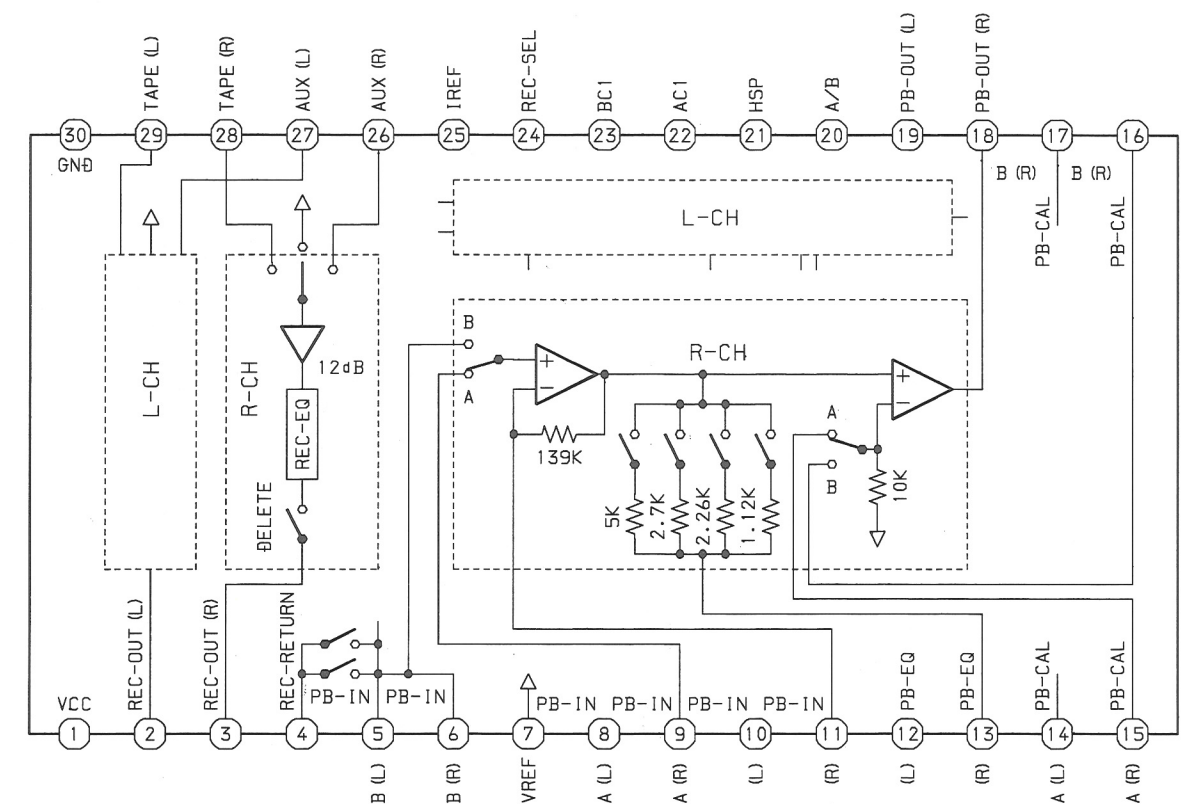 TAPE (L)
TAPE (R)
AUX (L)
AUX (R)
IREF
REC-SEL
BC1
AC1
HSP
A/B
PB-OUT (L)
PB-OUT (R)
30
29
28
27
26
25
24
23
22
21
20
19
18
17
16
GND
B (R)
B (R)
PB-CAL
PB-CAL
L-CH
L-CH
R-CH
12dB
REC-EQ
DELETE
B
A
+
−
R-CH
139K
5K
2.7K
2.26K
1.12K
+
−
A
B
10K
VCC
REC-OUT (L)
REC-OUT (R)
REC-RETURN
PB-IN
PB-IN
PB-IN
PB-IN
PB-IN
PB-IN
PB-EQ
PB-EQ
PB-CAL
PB-CAL
1
2
3
4
5
6
7
8
9
10
11
12
13
14
15
B (L)
B (R)
VREF
A (L)
A (R)
(L)
(R)
(L)
(R)
A (L)
A (R)